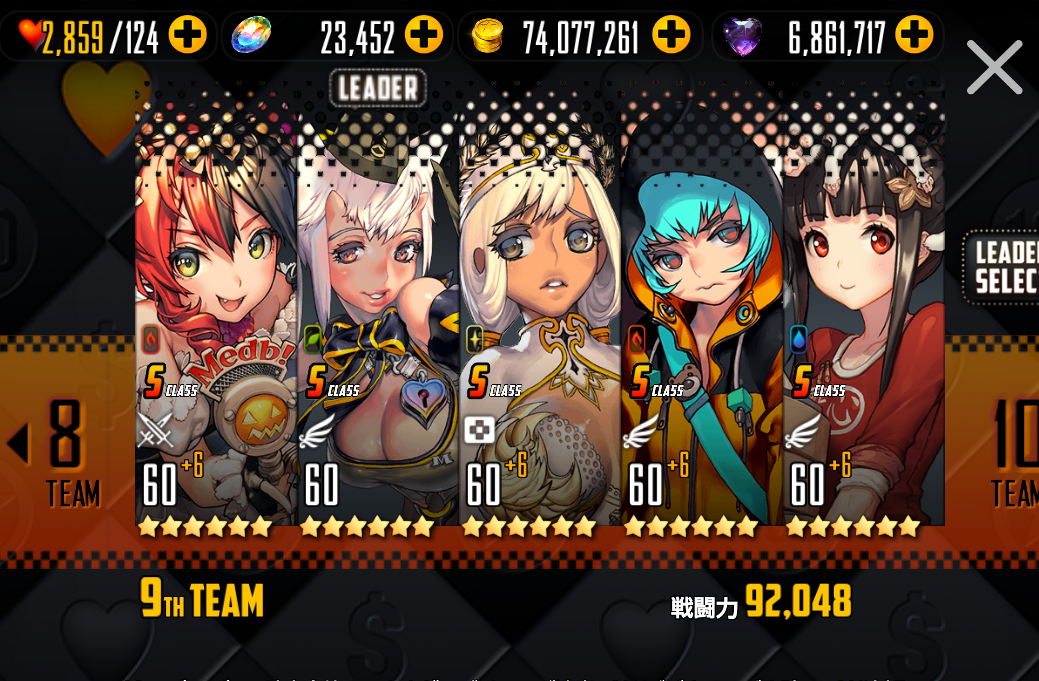 2,859/124
23,452
74,077,261
6,861,717
LEADER
LEADE
SELEC
Medb!
S CLASS
S CLASS
S CLASS
S CLASS
S CLASS
60 +6
60
60 +6
60 +6
60 +6
8
TEAM
10
TEAM
9TH TEAM
戦闘力 92,048